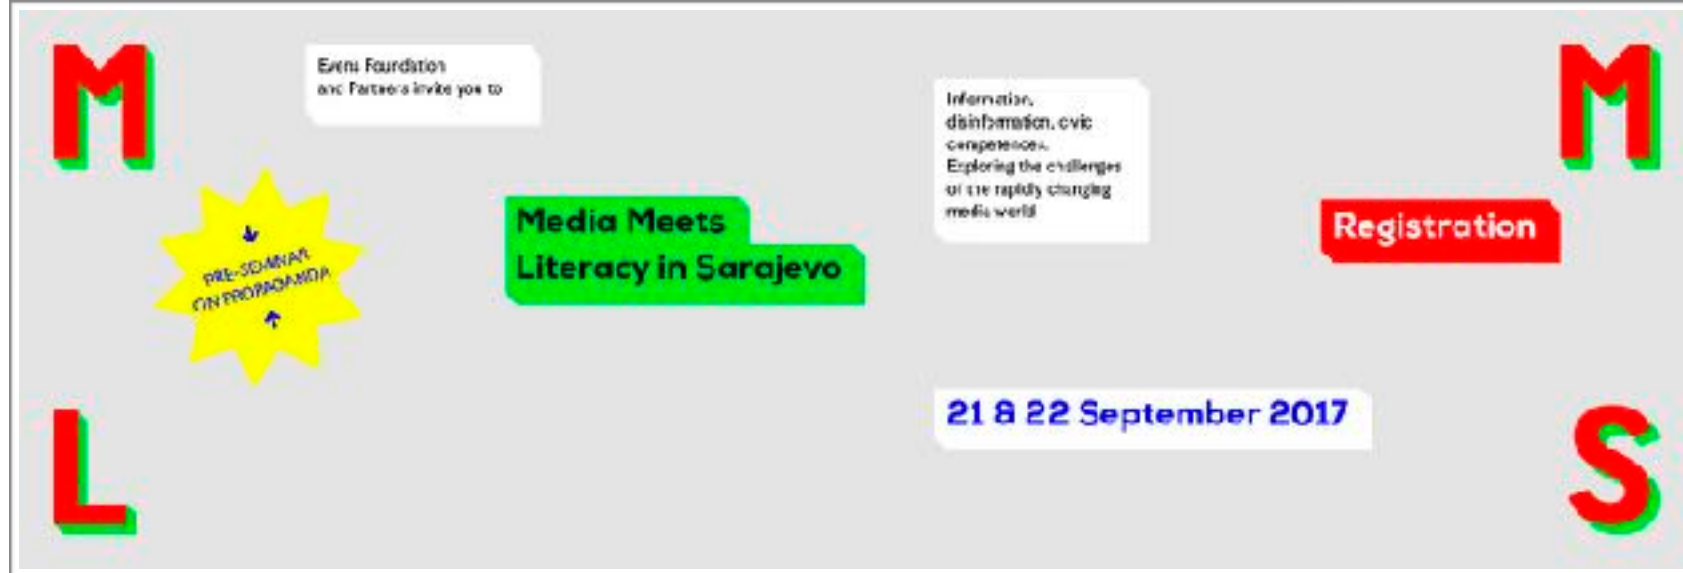 M
M
Evens Foundation
and Partners invite you to
Information,
disinformation, civic
competences.
Exploring the challenges
of the rapidly changing
media world
PRE-SEMINAR
ON PROPAGANDA
Media Meets
Literacy in Sarajevo
Registration
21 & 22 September 2017
L
S